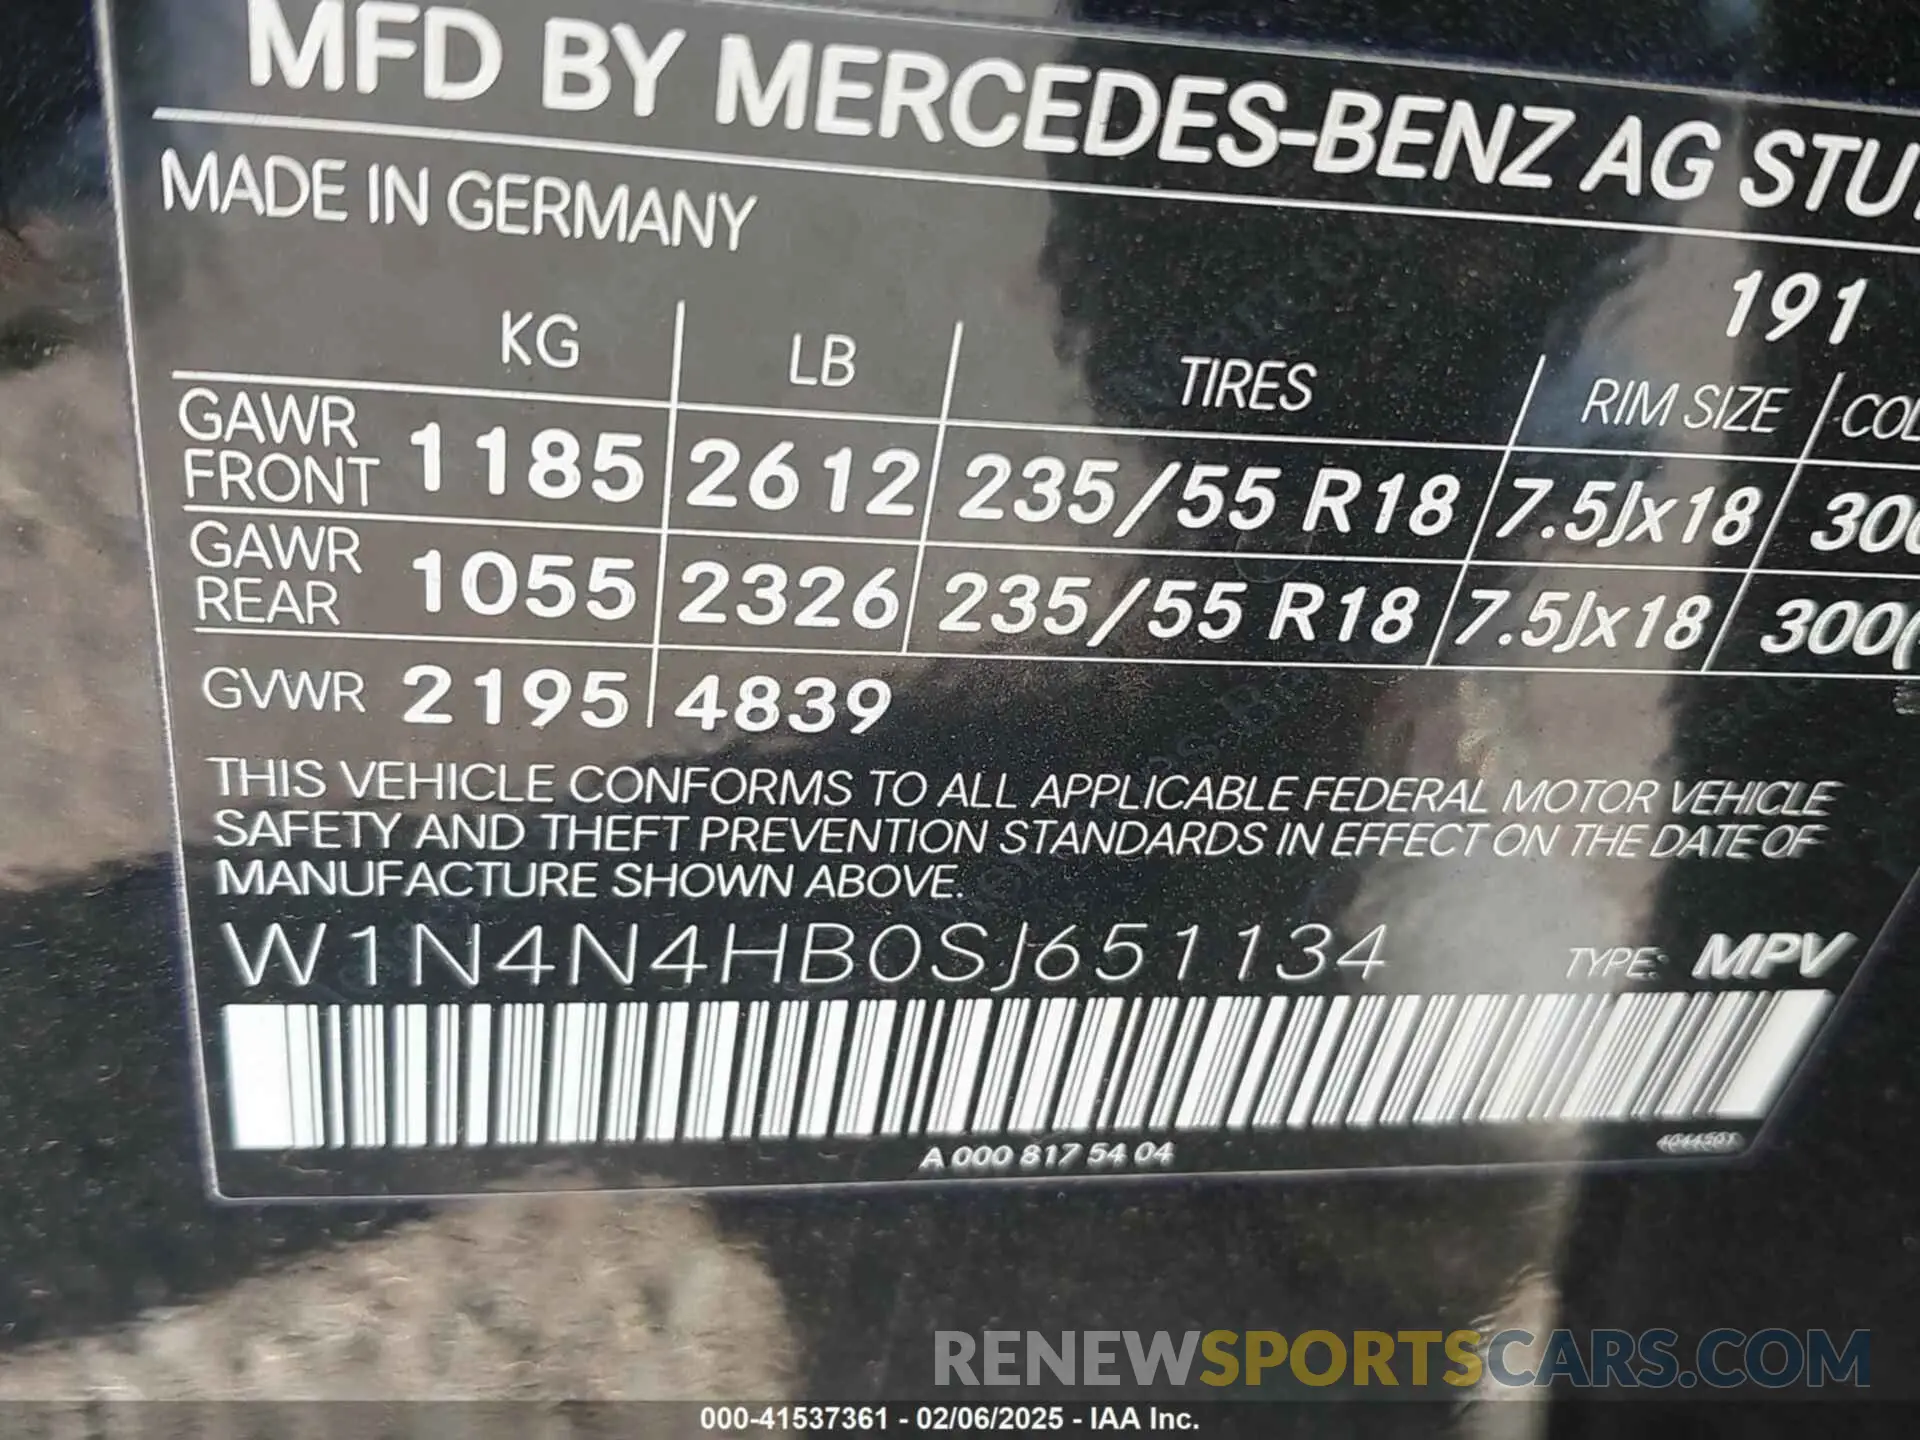 MFD BY MERCEDES-BENZ AG STU
MADE IN GERMANY
191
KG LB TIRES RIM SIZE COL
GAWR FRONT 1185 2612 235/55 R18 7.5Jx18 300
GAWR REAR 1055 2326 235/55 R18 7.5Jx18 300(
GVWR 2195 4839
THIS VEHICLE CONFORMS TO ALL APPLICABLE FEDERAL MOTOR VEHICLE
SAFETY AND THEFT PREVENTION STANDARDS IN EFFECT ON THE DATE OF
MANUFACTURE SHOWN ABOVE.
W1N4N4HB0SJ651134 TYPE: MPV
A 000 817 54 04
RENEWSPORTSCARS.COM
000-41537361 - 02/06/2025 - IAA Inc.